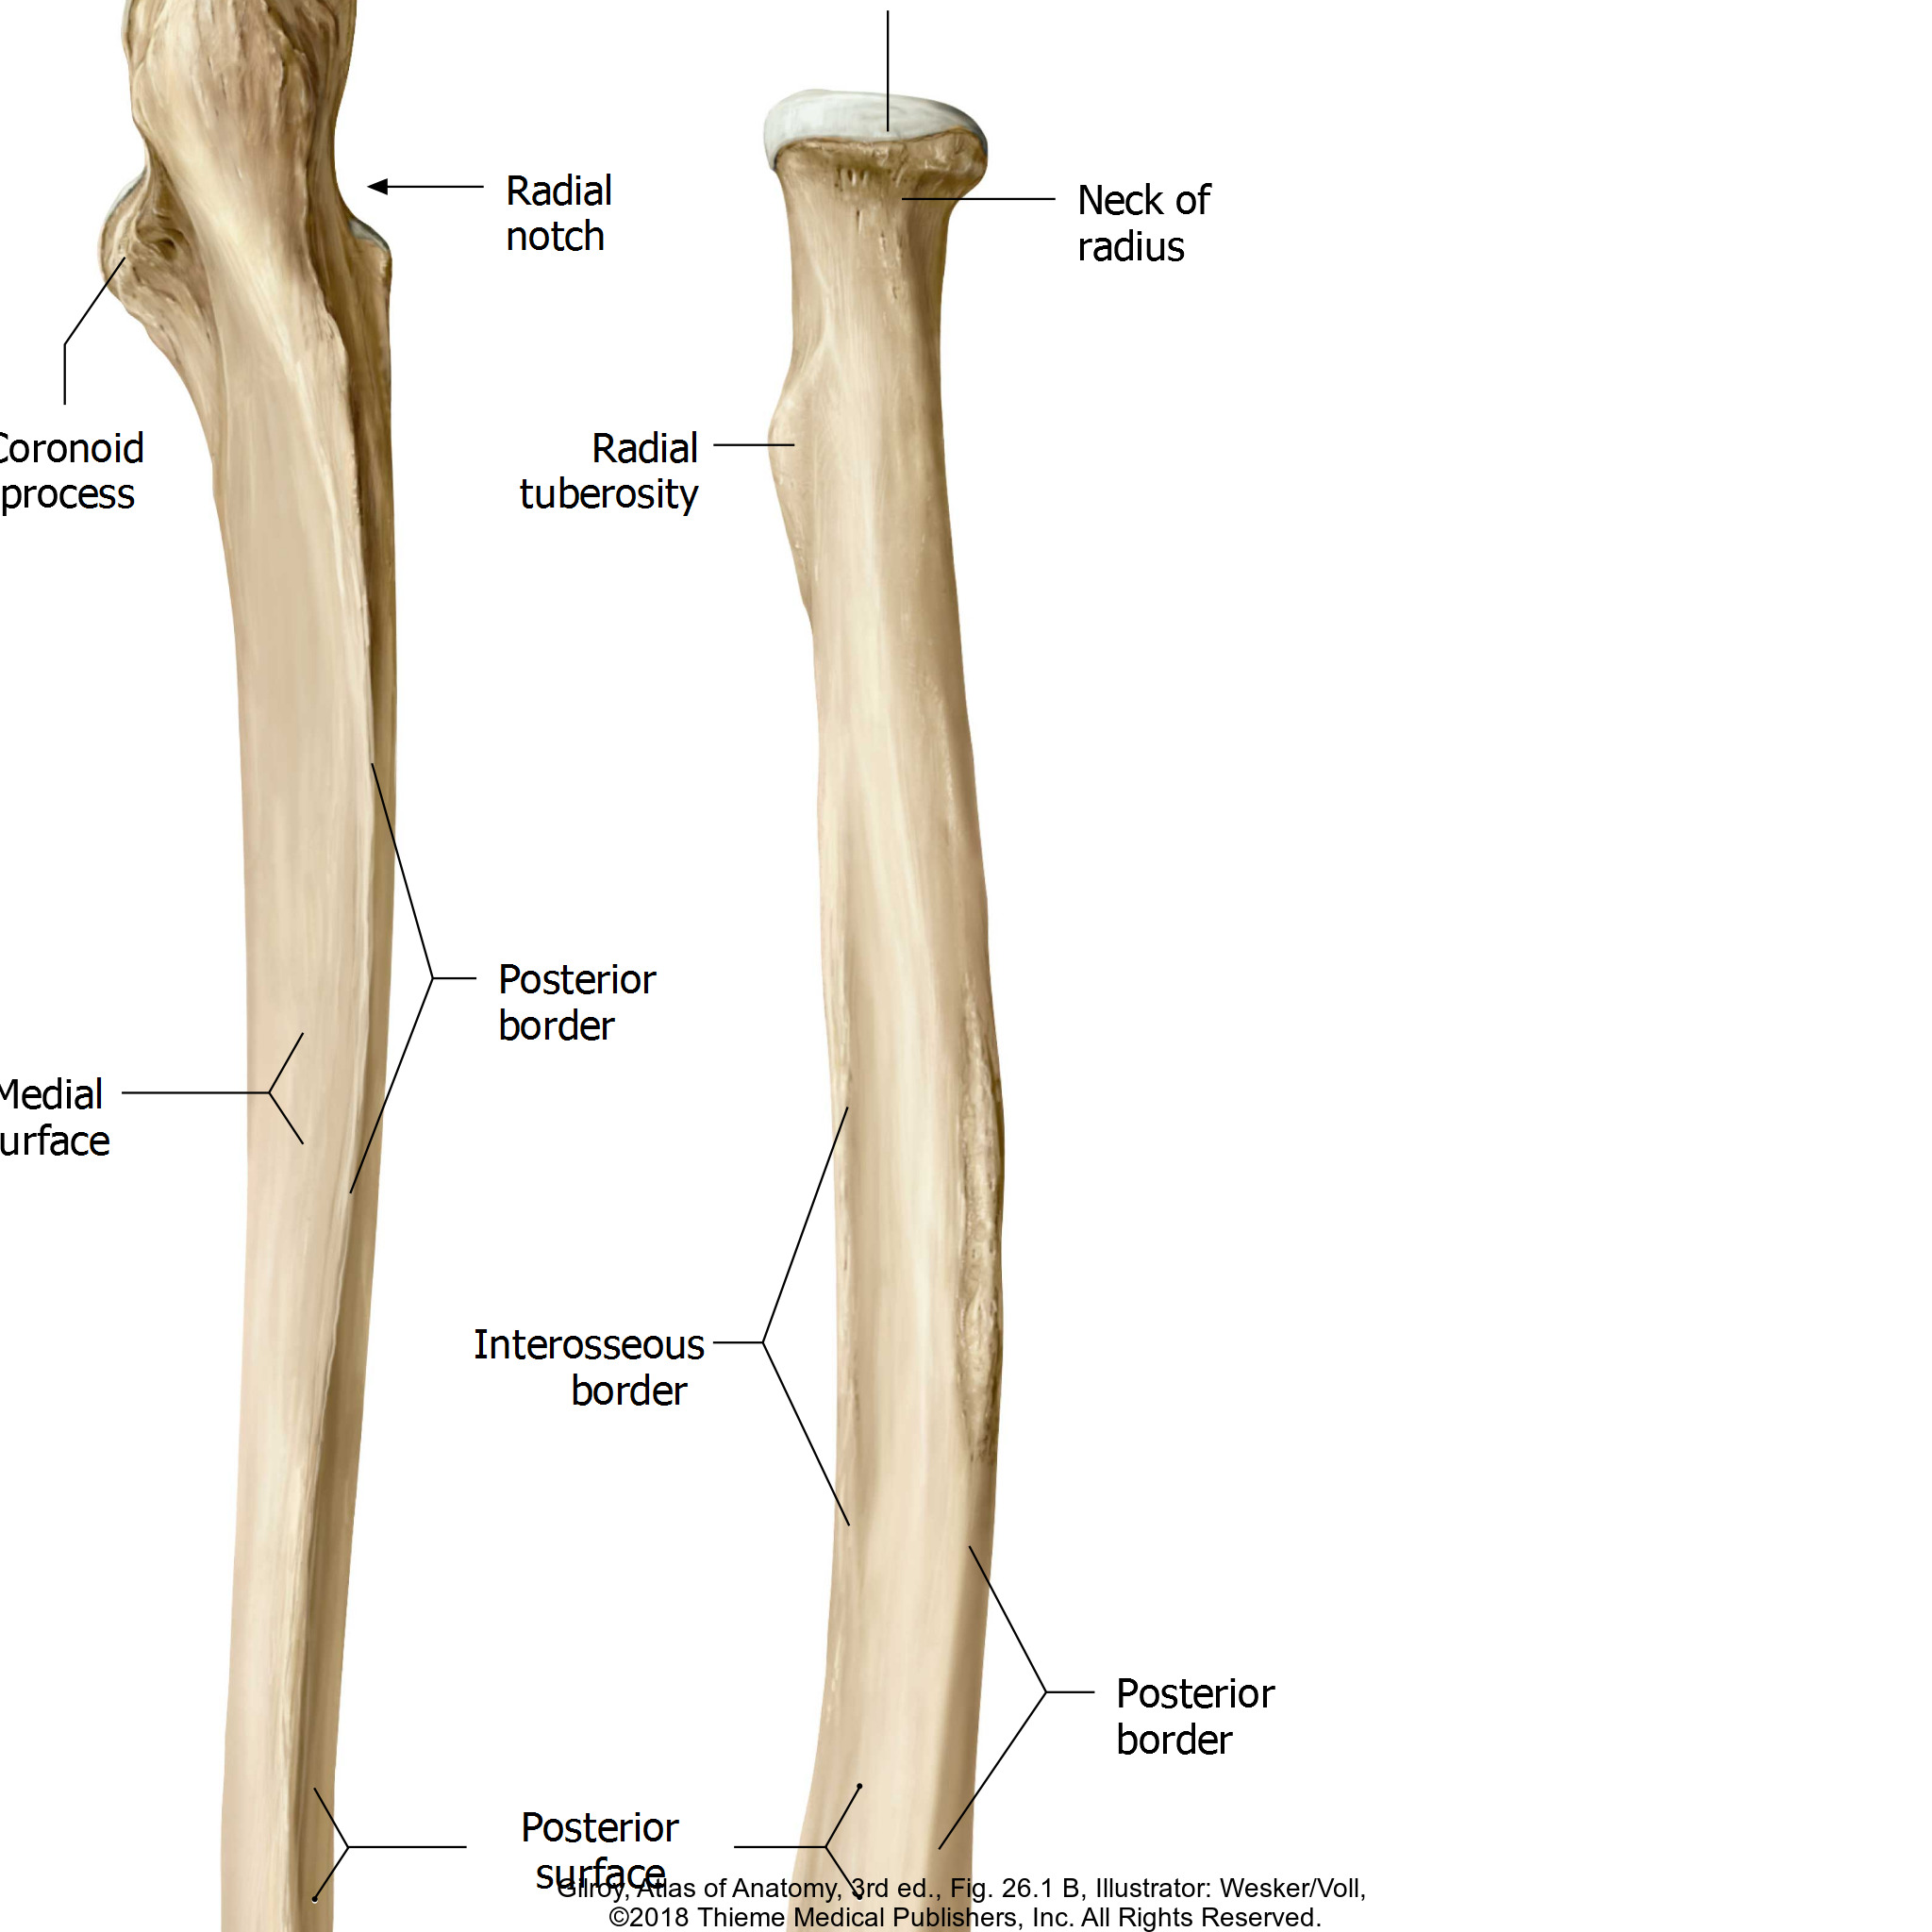 Radial
notch
Neck of
radius
Coronoid
process
Radial
tuberosity
Posterior
border
Medial
urface
Interosseous
border
Posterior
border
Posterior
surface
Gilroy, Atlas of Anatomy, 3rd ed., Fig. 26.1 B, Illustrator: Wesker/Voll,
©2018 Thieme Medical Publishers, Inc. All Rights Reserved.